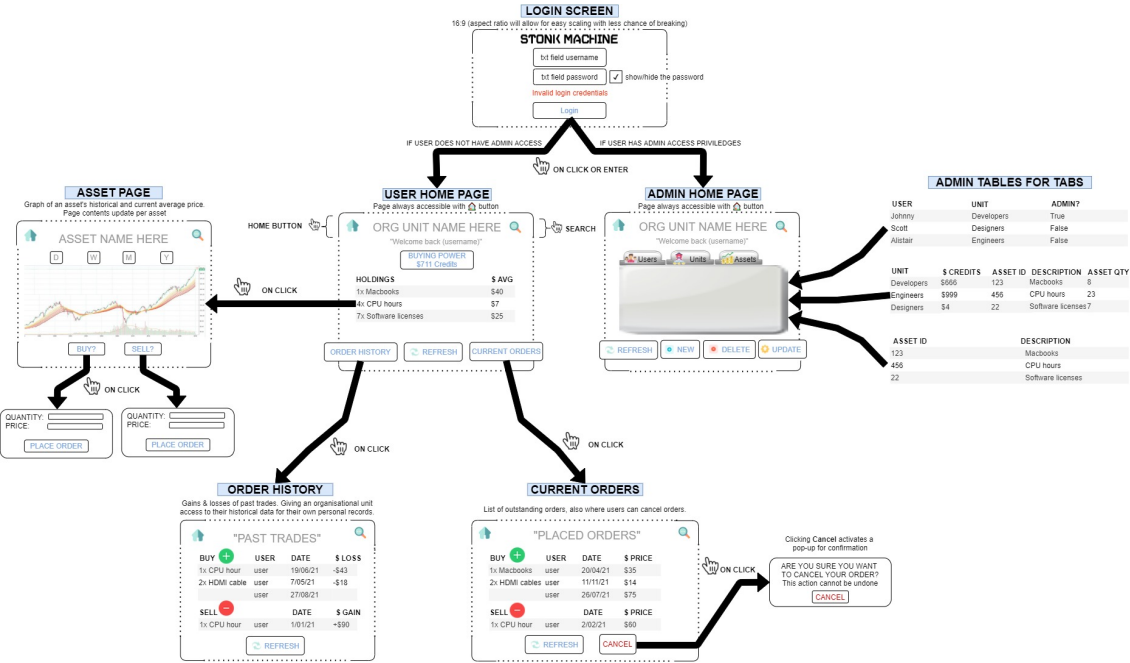 LOGIN SCREEN
16:9 (aspect ratio will allow for easy scaling with less chance of breaking)
STONK MACHINE
txt field username
txt field password ✓ show/hide the password
Invalid login credentials
Login
IF USER DOES NOT HAVE ADMIN ACCESS
IF USER HAS ADMIN ACCESS PRIVILEDGES
ON CLICK OR ENTER
ASSET PAGE
Graph of an asset's historical and current average price.
Page contents update per asset
ASSET NAME HERE
D W M Y
BUY? SELL?
ON CLICK
QUANTITY:
PRICE:
PLACE ORDER
QUANTITY:
PRICE:
PLACE ORDER
HOME BUTTON
ON CLICK
USER HOME PAGE
Page always accessible with button
ORG UNIT NAME HERE
"Welcome back (username)"
BUYING POWER
$711 Credits
HOLDINGS $ AVG
1x Macbooks $40
4x CPU hours $7
7x Software licenses $25
ORDER HISTORY REFRESH CURRENT ORDERS
SEARCH
ADMIN HOME PAGE
Page always accessible with button
ORG UNIT NAME HERE
"Welcome back (username)"
Users Units Assets
REFRESH NEW DELETE UPDATE
ADMIN TABLES FOR TABS
USER UNIT ADMIN?
Johnny Developers True
Scott Designers False
Alistair Engineers False
UNIT $ CREDITS ASSET ID DESCRIPTION ASSET QTY
Developers $666 123 Macbooks 8
Engineers $999 456 CPU hours 23
Designers $4 22 Software licenses 7
ASSET ID DESCRIPTION
123 Macbooks
456 CPU hours
22 Software licenses
ON CLICK
ON CLICK
ORDER HISTORY
Gains & losses of past trades. Giving an organisational unit
access to their historical data for their own personal records.
"PAST TRADES"
BUY USER DATE $ LOSS
1x CPU hour user 19/06/21 -$43
2x HDMI cable user 7/05/21 -$18
user 27/08/21
SELL DATE $ GAIN
1x CPU hour user 1/01/21 +$90
REFRESH
CURRENT ORDERS
List of outstanding orders, also where users can cancel orders.
"PLACED ORDERS"
BUY USER DATE $ PRICE
1x Macbooks user 20/04/21 $35
2x HDMI cables user 11/11/21 $14
user 26/07/21 $75
SELL DATE $ PRICE
1x CPU hour user 2/02/21 $60
REFRESH CANCEL
ON CLICK
Clicking Cancel activates a
pop-up for confirmation
ARE YOU SURE YOU WANT
TO CANCEL YOUR ORDER?
This action cannot be undone
CANCEL